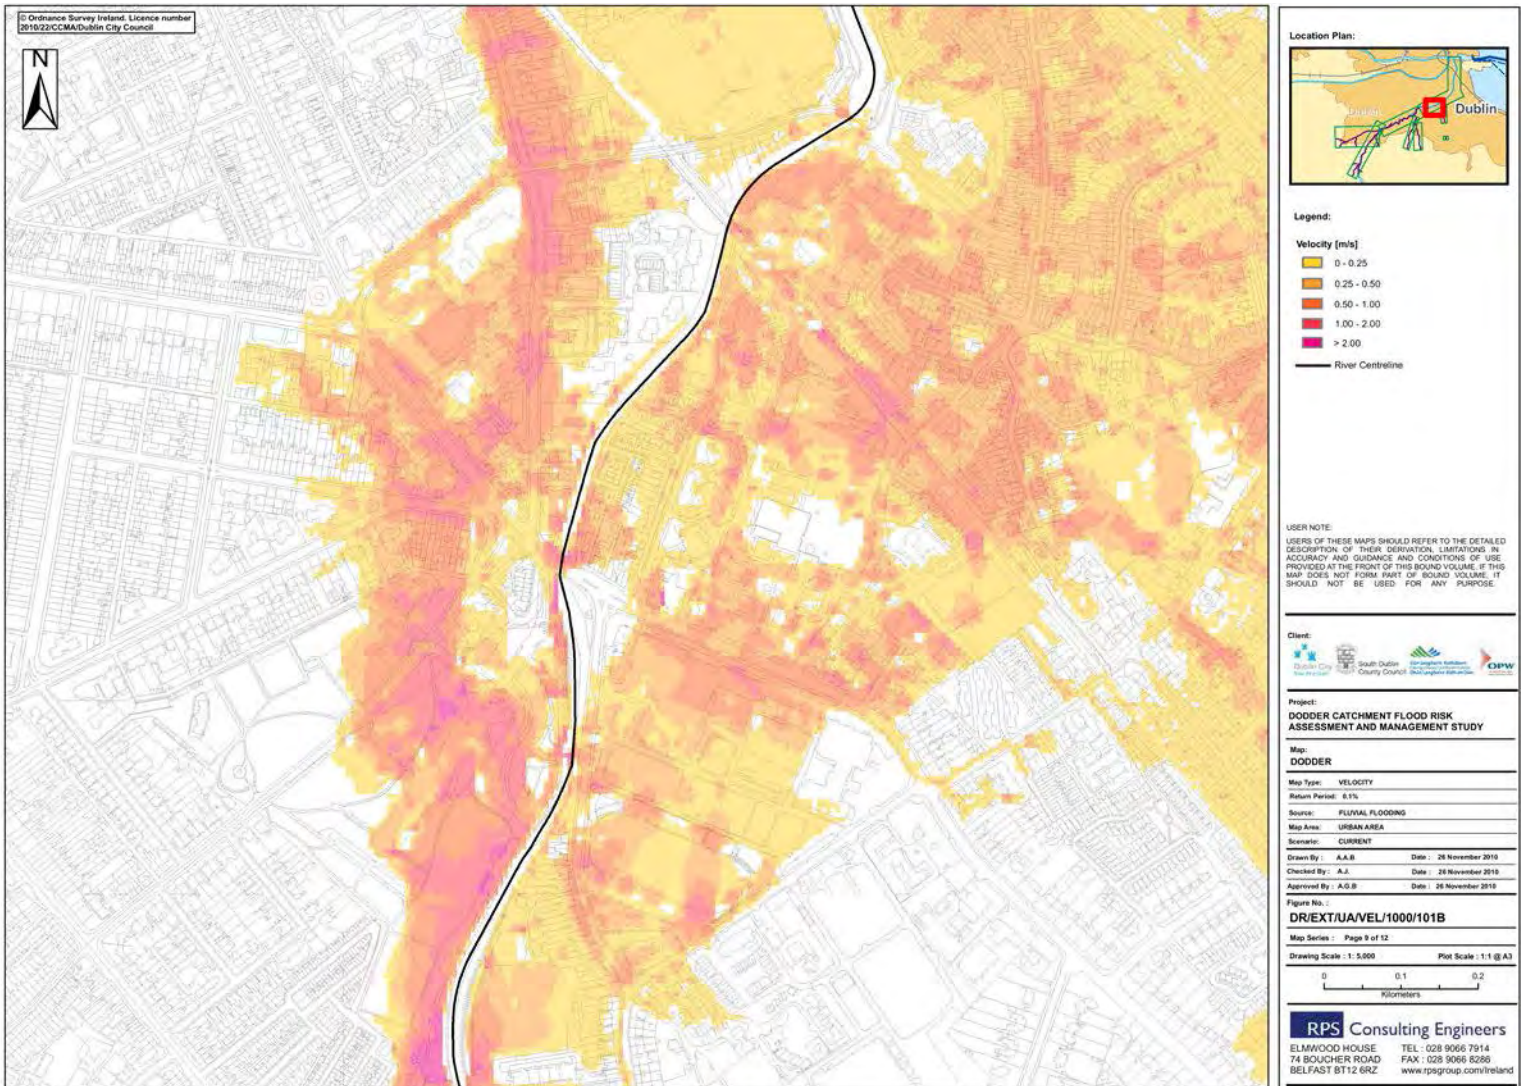 © Ordnance Survey Ireland. Licence number
2010/22/CCMA/Dublin City Council
N
Location Plan:
Dublin
Legend:
Velocity [m/s]
0 - 0.25
0.25 - 0.50
0.50 - 1.00
1.00 - 2.00
> 2.00
River Centreline
USER NOTE:
USERS OF THESE MAPS SHOULD REFER TO THE DETAILED
DESCRIPTION OF THEIR DERIVATION, LIMITATIONS IN
ACCURACY AND GUIDANCE AND CONDITIONS OF USE
PROVIDED AT THE FRONT OF THIS BOUND VOLUME. IF THIS
MAP DOES NOT FORM PART OF BOUND VOLUME, IT
SHOULD NOT BE USED FOR ANY PURPOSE.
Client:
Dublin City
South Dublin
County Council
OPW
Project:
DODDER CATCHMENT FLOOD RISK
ASSESSMENT AND MANAGEMENT STUDY
Map:
DODDER
Map Type: VELOCITY
Return Period: 0.1%
Source: FLUVIAL FLOODING
Map Area: URBAN AREA
Scenario: CURRENT
Drawn By : A.A.B Date : 26 November 2010
Checked By : A.J. Date : 26 November 2010
Approved By : A.G.B Date : 26 November 2010
Figure No. :
DR/EXT/UA/VEL/1000/101B
Map Series : Page 9 of 12
Drawing Scale : 1: 5,000 Plot Scale : 1:1 @ A3
0 0.1 0.2
Kilometers
RPS Consulting Engineers
ELMWOOD HOUSE TEL : 028 9066 7914
74 BOUCHER ROAD FAX : 028 9066 8286
BELFAST BT12 6RZ www.rpsgroup.com/ireland